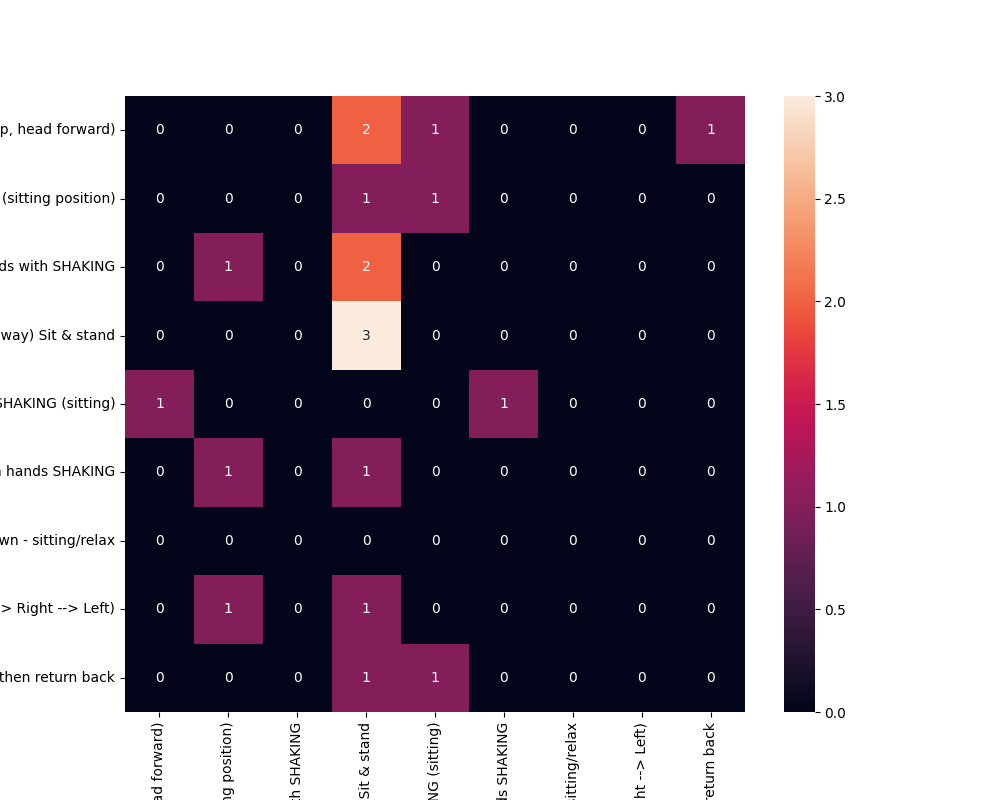 p, head forward) 0 0 0 2 1 0 0 0 1
(sitting position) 0 0 0 1 1 0 0 0 0
ds with SHAKING 0 1 0 2 0 0 0 0 0
way) Sit & stand 0 0 0 3 0 0 0 0 0
SHAKING (sitting) 1 0 0 0 0 1 0 0 0
hands SHAKING 0 1 0 1 0 0 0 0 0
wn - sitting/relax 0 0 0 0 0 0 0 0 0
> Right --> Left) 0 1 0 1 0 0 0 0 0
then return back 0 0 0 1 1 0 0 0 0
ad forward)
ng position)
th SHAKING
Sit & stand
NG (sitting)
ds SHAKING
sitting/relax
ht --> Left)
return back
3.0
2.5
2.0
1.5
1.0
0.5
0.0